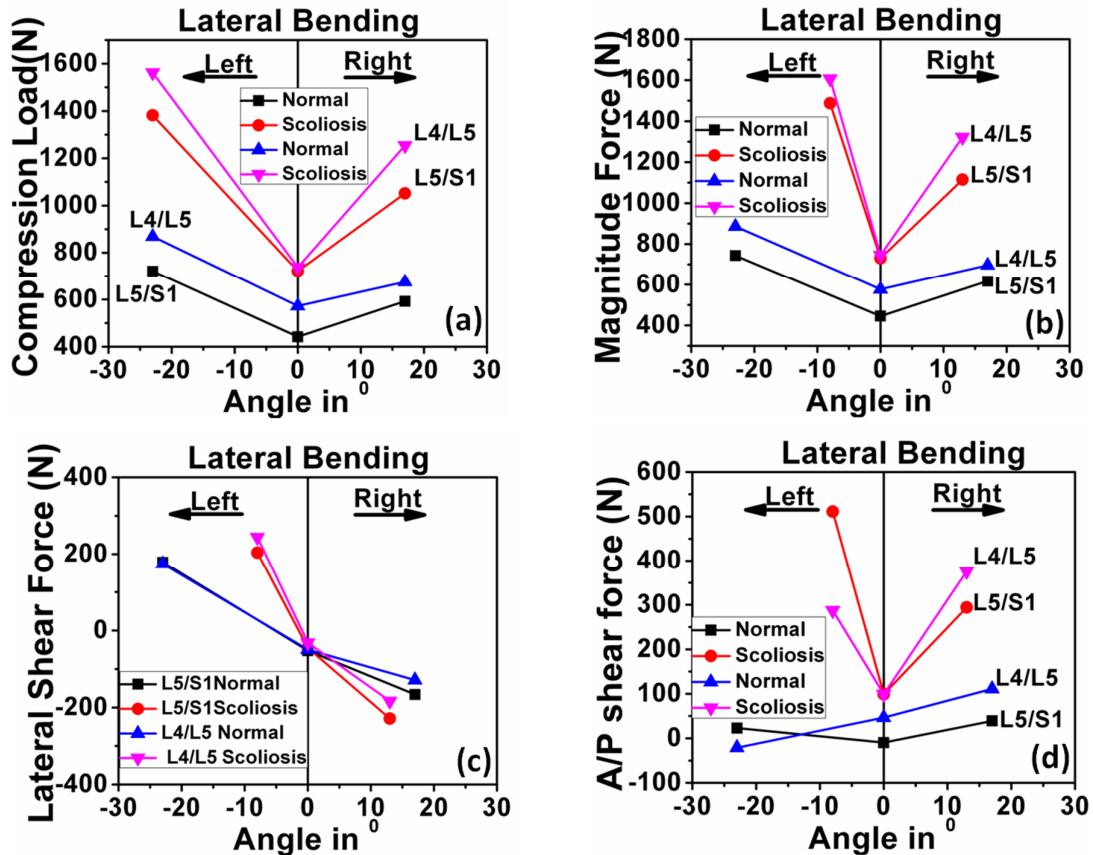 Lateral Bending
Compression Load(N)
1600
1400
1200
1000
800
600
400
Left
Right
Normal
Scoliosis
Normal
Scoliosis
L4/L5
L5/S1
L4/L5
L5/S1
(a)
-30 -20 -10 0 10 20 30
Angle in °
Lateral Bending
Magnitude Force (N)
1800
1600
1400
1200
1000
800
600
400
Left
Right
Normal
Scoliosis
Normal
Scoliosis
L4/L5
L5/S1
L4/L5
L5/S1
(b)
-30 -20 -10 0 10 20 30
Angle in °
Lateral Bending
Lateral Shear Force (N)
400
200
0
-200
-400
Left
Right
L5/S1Normal
L5/S1Scoliosis
L4/L5 Normal
L4/L5 Scoliosis
(c)
-30 -20 -10 0 10 20 30
Angle in °
Lateral Bending
A/P shear force (N)
600
500
400
300
200
100
0
-100
Left
Right
Normal
Scoliosis
Normal
Scoliosis
L4/L5
L5/S1
L4/L5
L5/S1
(d)
-30 -20 -10 0 10 20 30
Angle in °